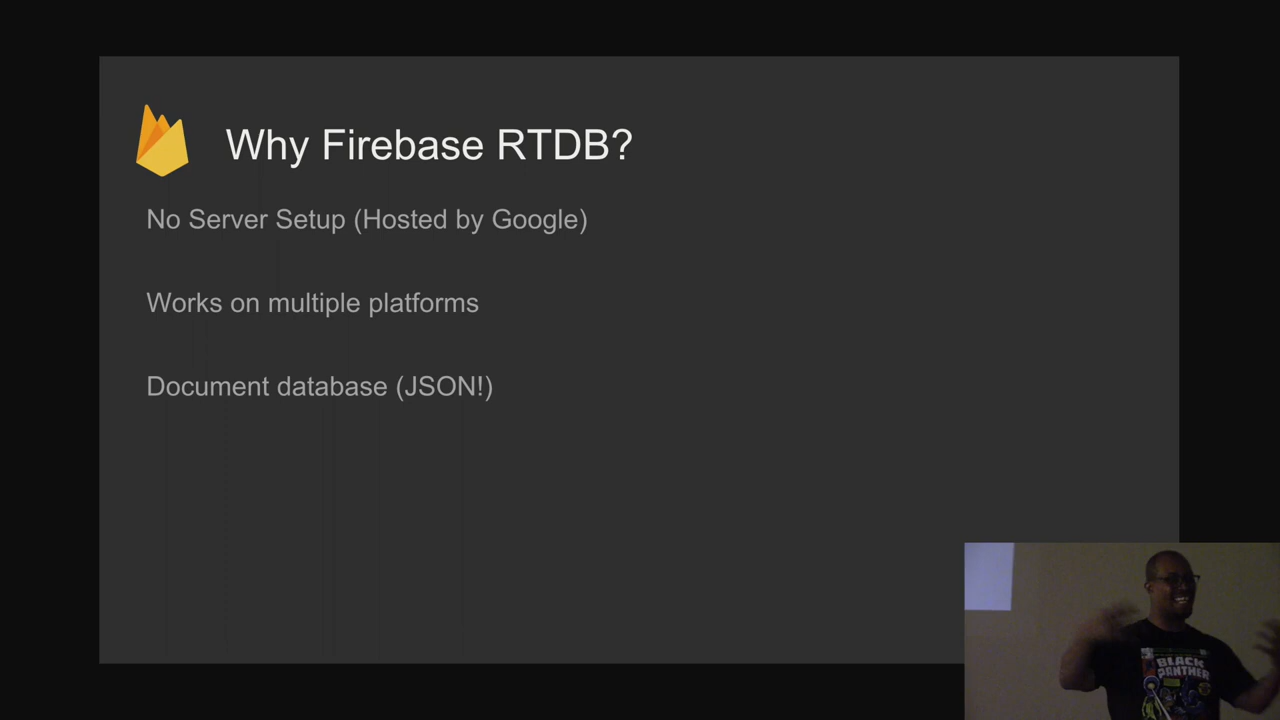 Why Firebase RTDB?
No Server Setup (Hosted by Google)
Works on multiple platforms
Document database (JSON!)
BLACK
PANTHER